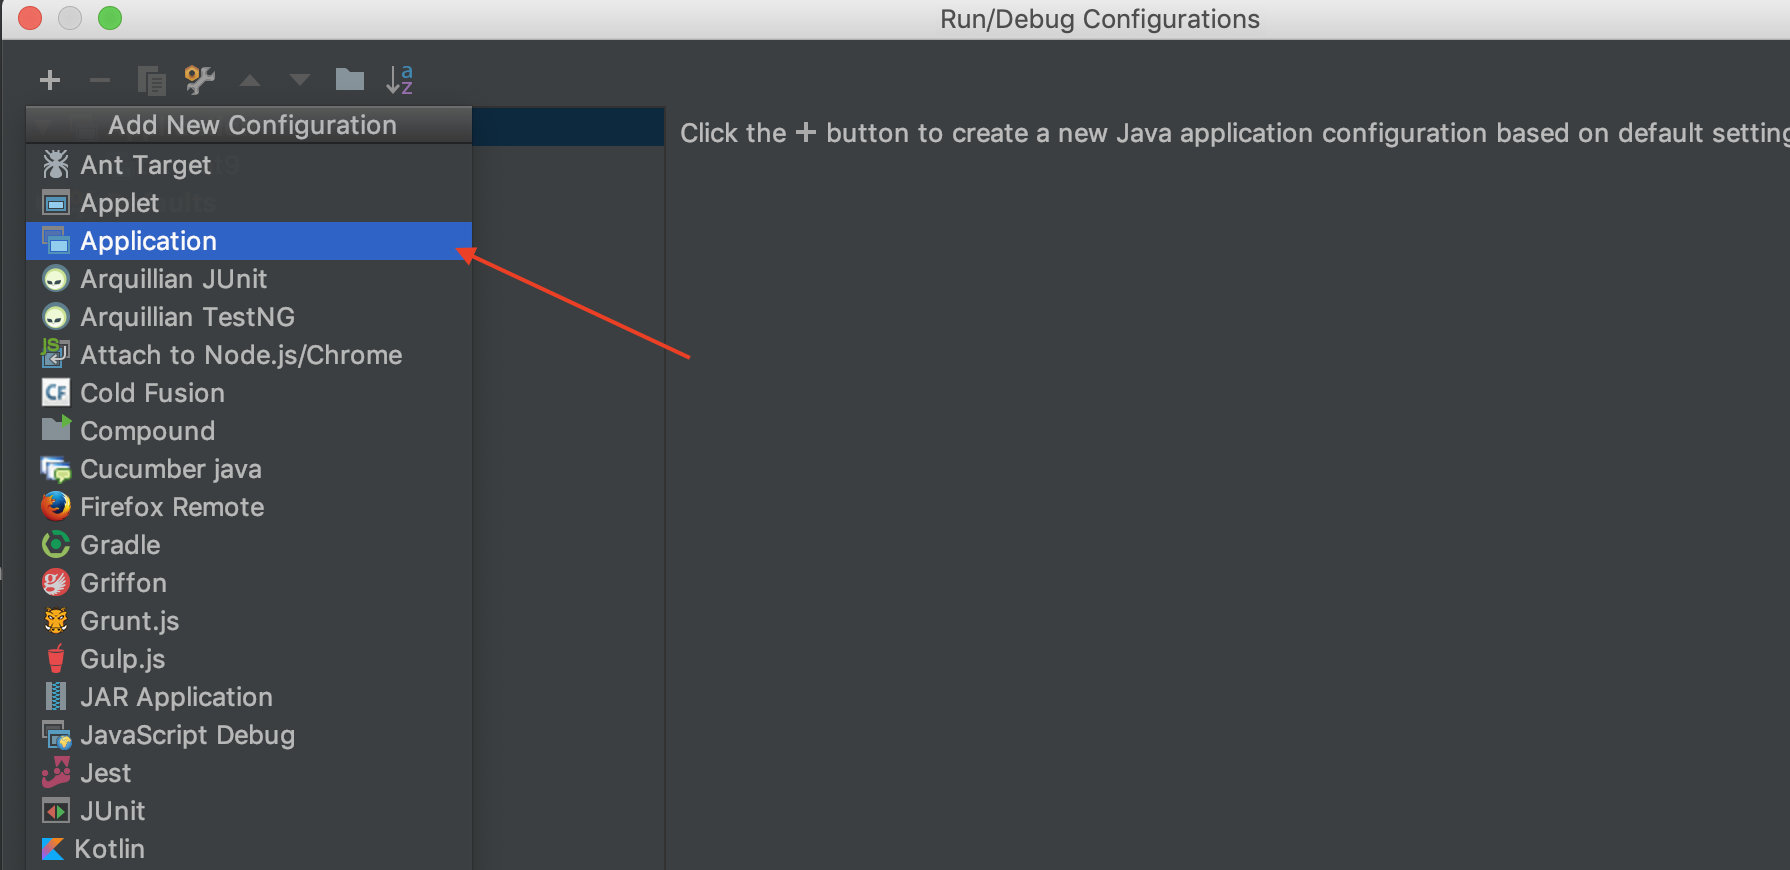 Run/Debug Configurations
Add New Configuration
Click the + button to create a new Java application configuration based on default setting
Ant Target
Applet
Application
Arquillian JUnit
Arquillian TestNG
Attach to Node.js/Chrome
Cold Fusion
Compound
Cucumber java
Firefox Remote
Gradle
Griffon
Grunt.js
Gulp.js
JAR Application
JavaScript Debug
Jest
JUnit
Kotlin